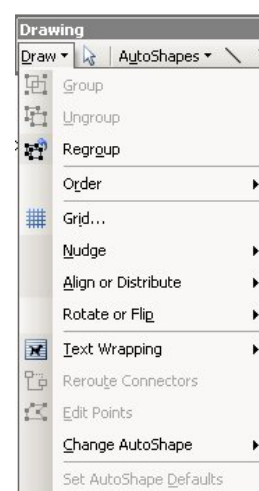 Drawing
Draw AutoShapes
Group
Ungroup
Regroup
Order
Grid...
Nudge
Align or Distribute
Rotate or Flip
Text Wrapping
Reroute Connectors
Edit Points
Change AutoShape
Set AutoShape Defaults